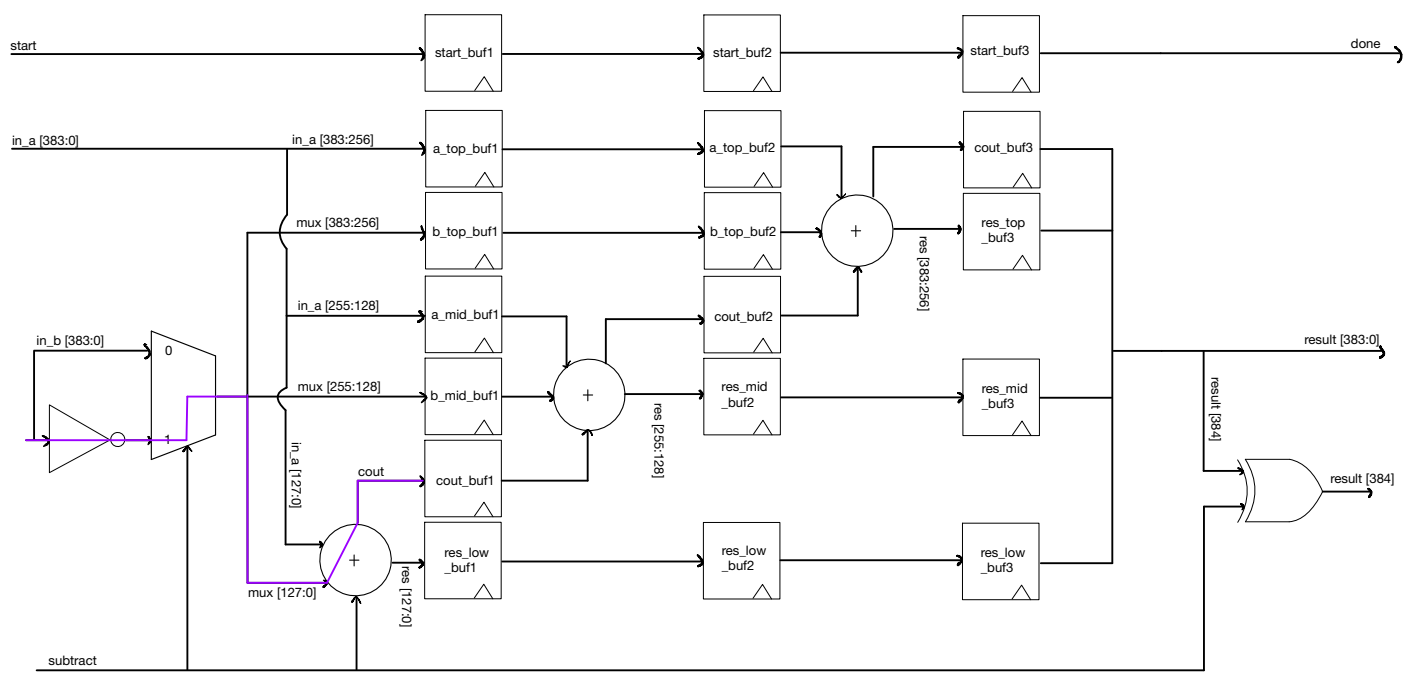 start
start_buf1
start_buf2
start_buf3
done
in_a [383:0]
in_a [383:256]
a_top_buf1
a_top_buf2
cout_buf3
mux [383:256]
b_top_buf1
b_top_buf2
+
res [383:256]
res_top
_buf3
in_a [255:128]
a_mid_buf1
cout_buf2
in_b [383:0]
0
1
mux [255:128]
b_mid_buf1
+
res [255:128]
res_mid
_buf2
res_mid
_buf3
result [383:0]
result [384]
in_a [127:0]
cout
cout_buf1
result [384]
+
mux [127:0]
res [127:0]
res_low
_buf1
res_low
_buf2
res_low
_buf3
subtract